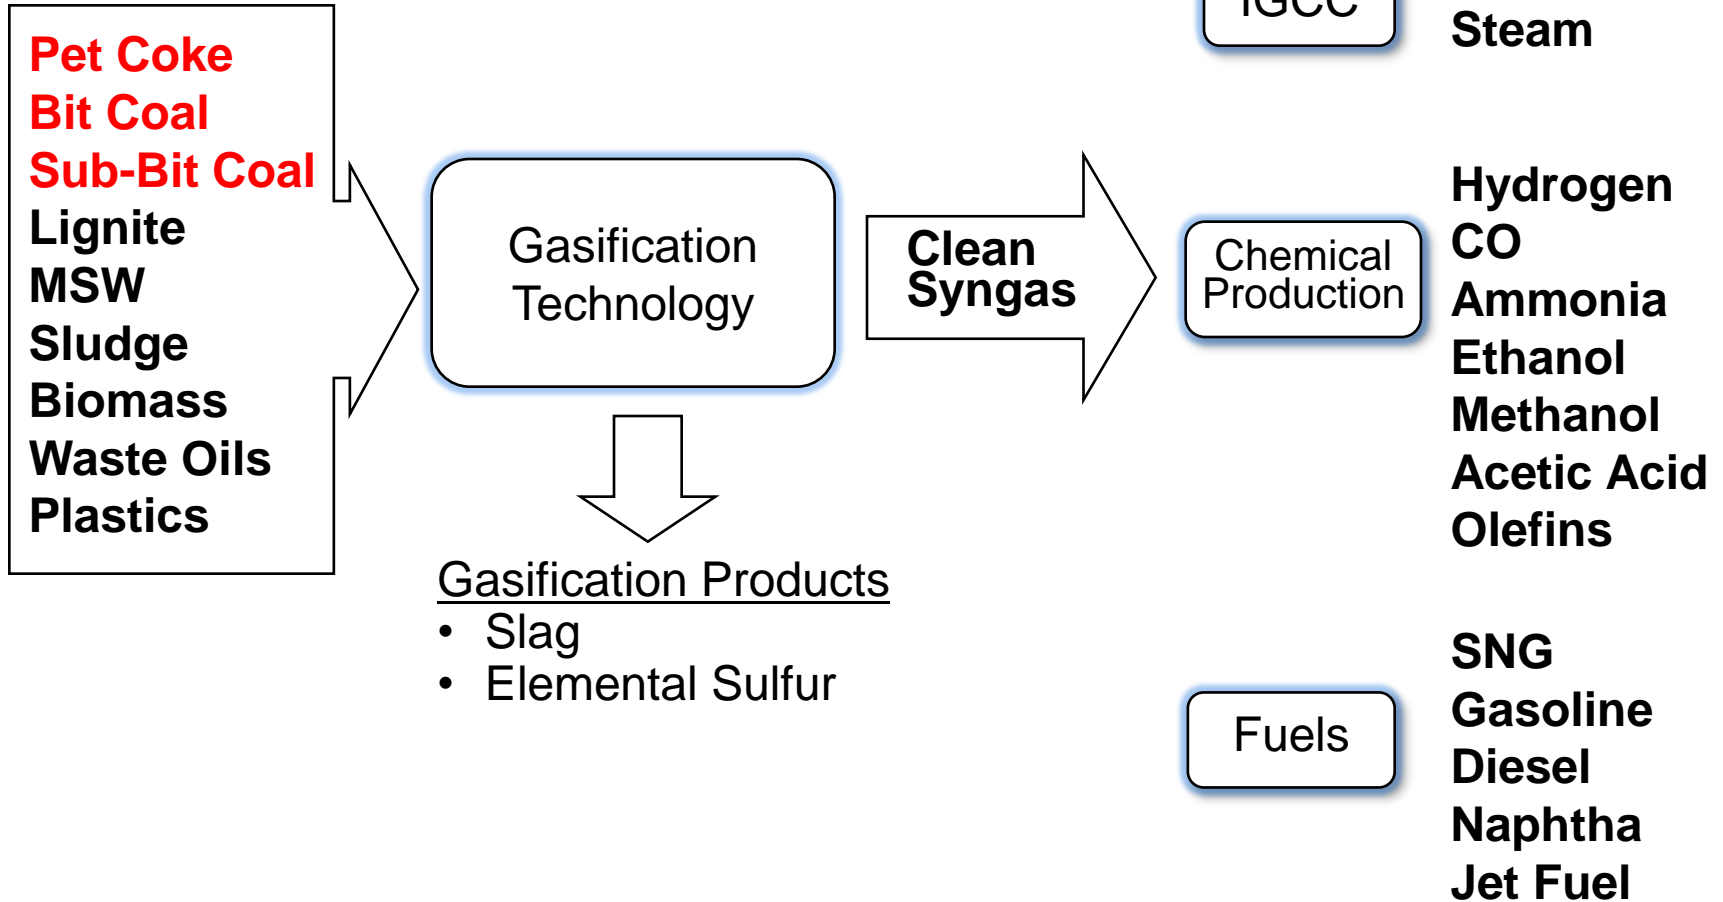 Pet Coke
Bit Coal
Sub-Bit Coal
Lignite
MSW
Sludge
Biomass
Waste Oils
Plastics
Gasification
Technology
Gasification Products
• Slag
• Elemental Sulfur
Clean
Syngas
IGCC
Steam
Chemical
Production
Hydrogen
CO
Ammonia
Ethanol
Methanol
Acetic Acid
Olefins
Fuels
SNG
Gasoline
Diesel
Naphtha
Jet Fuel